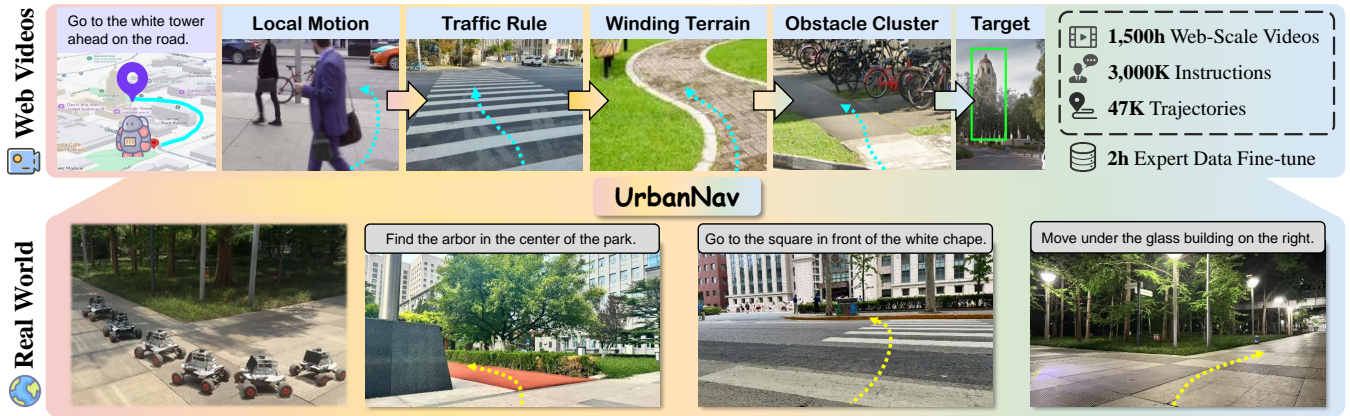 Web Videos
Go to the white tower
ahead on the road.
Local Motion
Traffic Rule
Winding Terrain
Obstacle Cluster
Target
1,500h Web-Scale Videos
3,000K Instructions
47K Trajectories
2h Expert Data Fine-tune
UrbanNav
Real World
Find the arbor in the center of the park.
Go to the square in front of the white chape.
Move under the glass building on the right.